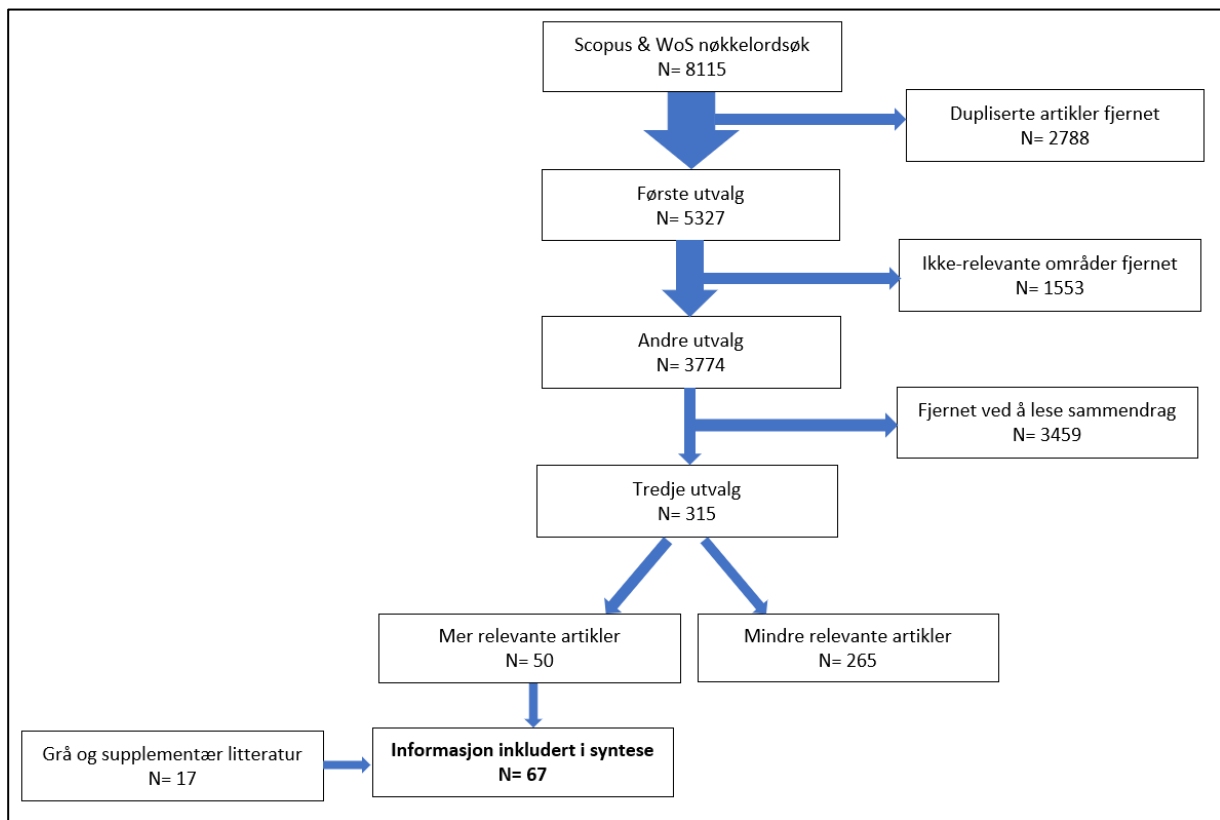 Scopus & WoS nøkkelordsøk
N= 8115
Dupliserte artikler fjernet
N= 2788
Første utvalg
N= 5327
Ikke-relevante områder fjernet
N= 1553
Andre utvalg
N= 3774
Fjernet ved å lese sammendrag
N= 3459
Tredje utvalg
N= 315
Mer relevante artikler
N= 50
Mindre relevante artikler
N= 265
Grå og supplementær litteratur
N= 17
Informasjon inkludert i syntese
N= 67